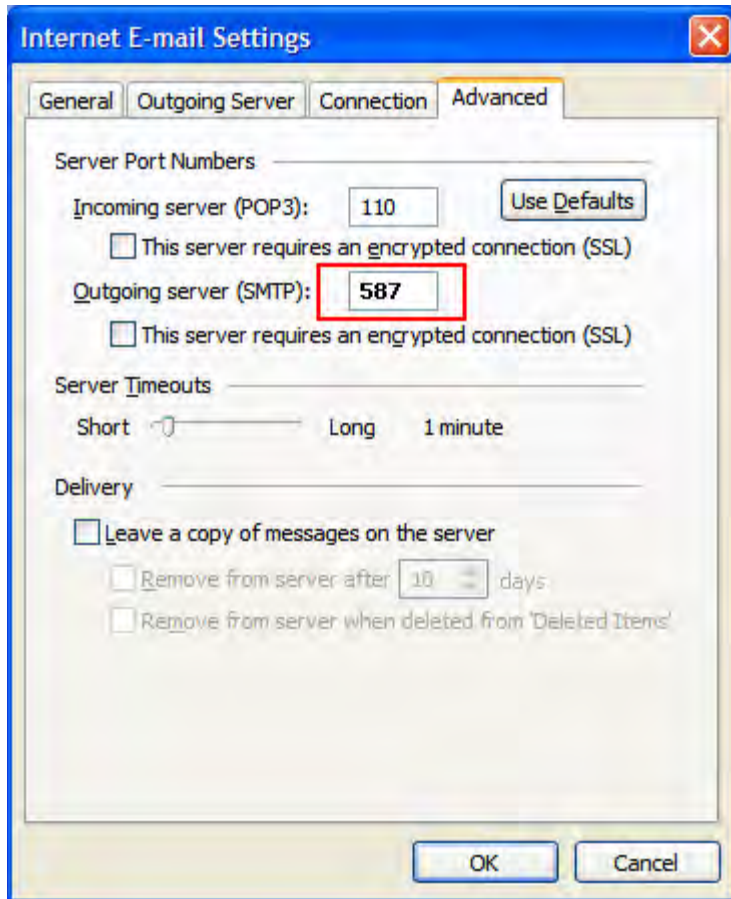 Internet E-mail Settings
General Outgoing Server Connection Advanced
Server Port Numbers
Incoming server (POP3): 110 Use Defaults
This server requires an encrypted connection (SSL)
Outgoing server (SMTP): 587
This server requires an encrypted connection (SSL)
Server Timeouts
Short Long 1 minute
Delivery
Leave a copy of messages on the server
Remove from server after 10 days
Remove from server when deleted from 'Deleted Items'
OK Cancel